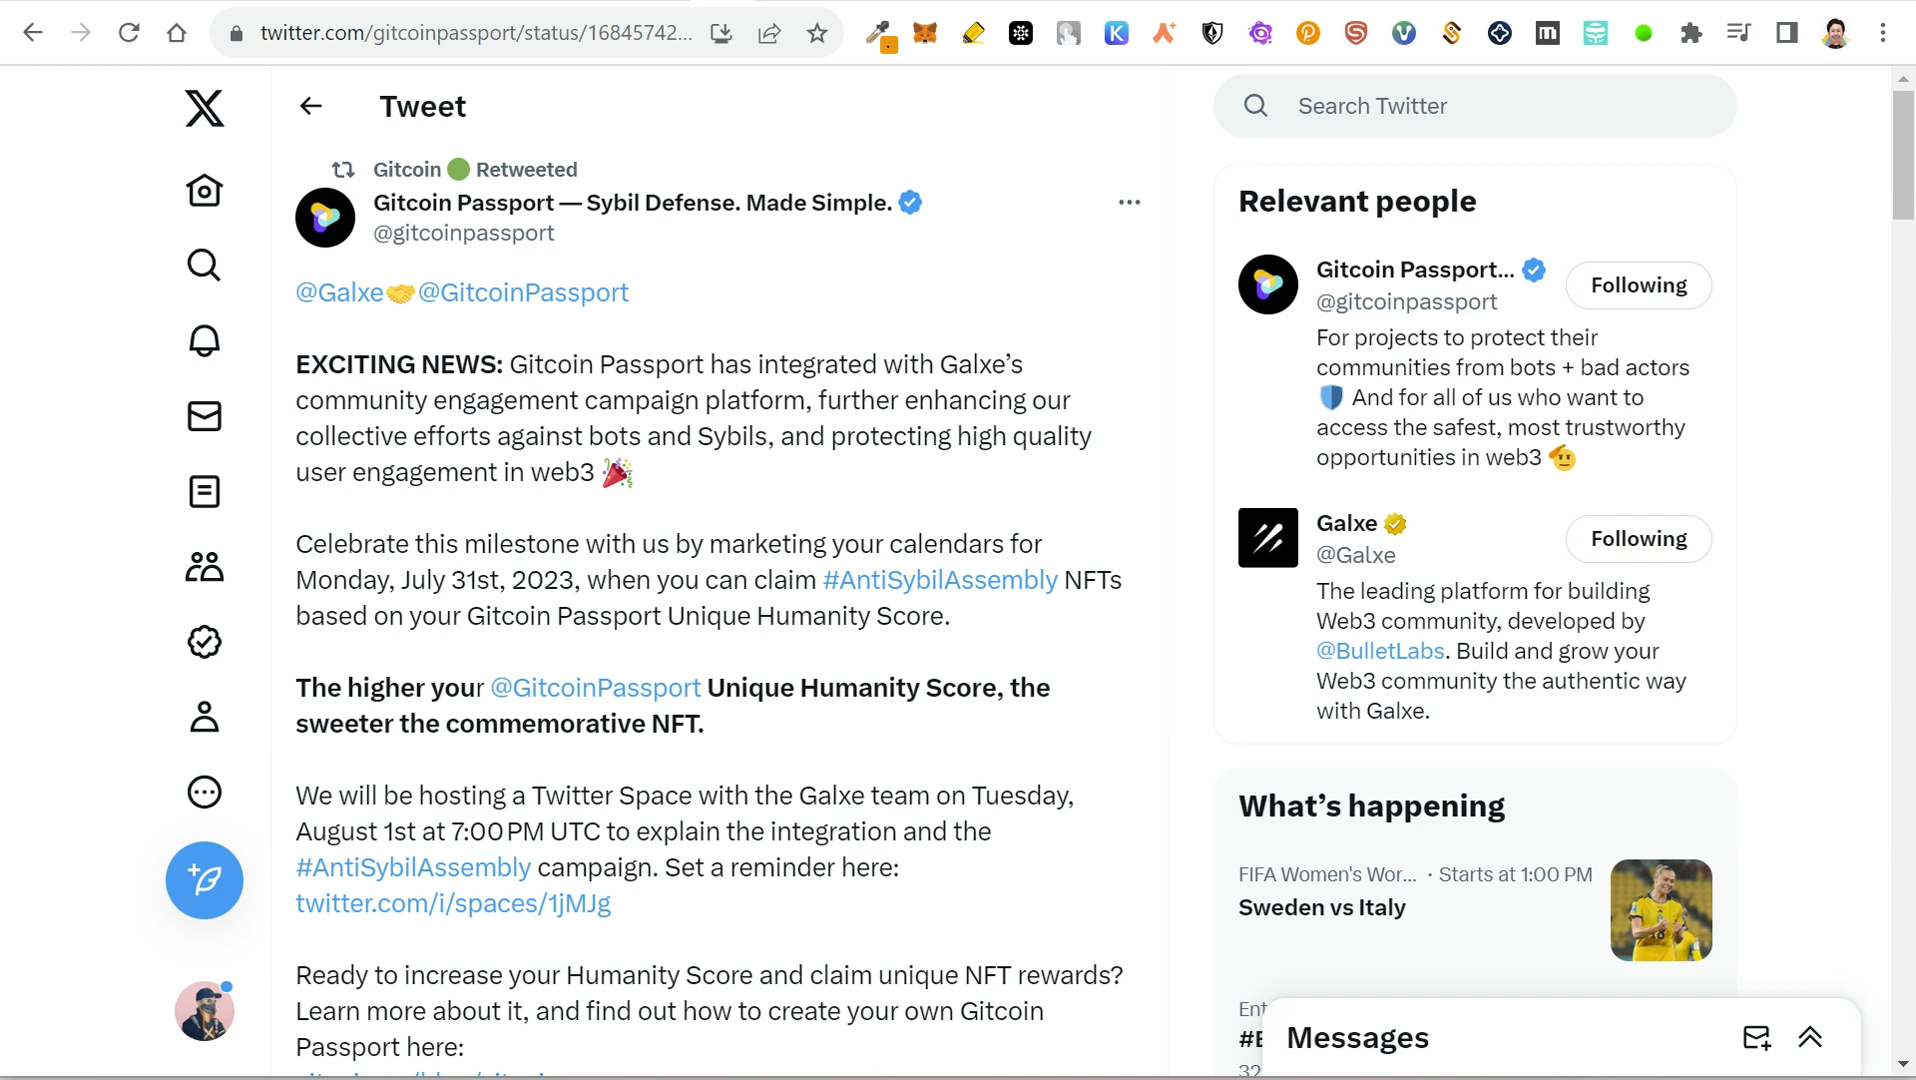 twitter.com/gitcoinpassport/status/16845742...
Tweet
Search Twitter
Gitcoin 🟢 Retweeted
Gitcoin Passport — Sybil Defense. Made Simple.
@gitcoinpassport
@Galxe🤝@GitcoinPassport
EXCITING NEWS: Gitcoin Passport has integrated with Galxe’s
community engagement campaign platform, further enhancing our
collective efforts against bots and Sybils, and protecting high quality
user engagement in web3 🎉
Celebrate this milestone with us by marketing your calendars for
Monday, July 31st, 2023, when you can claim #AntiSybilAssembly NFTs
based on your Gitcoin Passport Unique Humanity Score.
The higher your @GitcoinPassport Unique Humanity Score, the
sweeter the commemorative NFT.
We will be hosting a Twitter Space with the Galxe team on Tuesday,
August 1st at 7:00 PM UTC to explain the integration and the
#AntiSybilAssembly campaign. Set a reminder here:
twitter.com/i/spaces/1jMJg
Ready to increase your Humanity Score and claim unique NFT rewards?
Learn more about it, and find out how to create your own Gitcoin
Passport here:
Relevant people
Gitcoin Passport...
@gitcoinpassport
Following
For projects to protect their
communities from bots + bad actors
🛡️ And for all of us who want to
access the safest, most trustworthy
opportunities in web3 🫡
Galxe
@Galxe
Following
The leading platform for building
Web3 community, developed by
@BulletLabs. Build and grow your
Web3 community the authentic way
with Galxe.
What’s happening
FIFA Women's Wor... · Starts at 1:00 PM
Sweden vs Italy
Messages